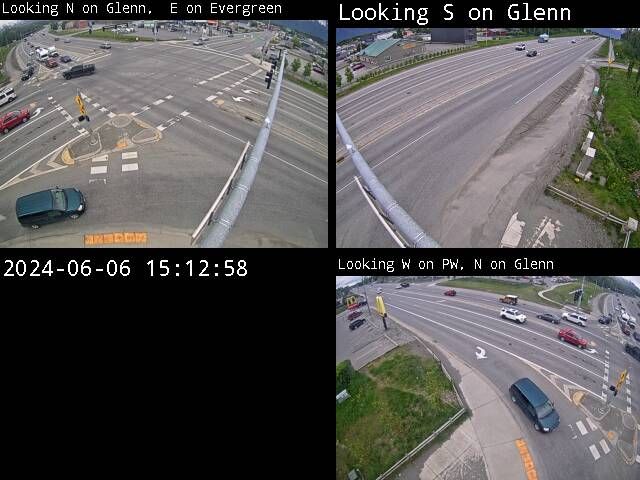 Looking N on Glenn, E on Evergreen
Looking S on Glenn
2024-06-06 15:12:58
Looking W on PW, N on Glenn